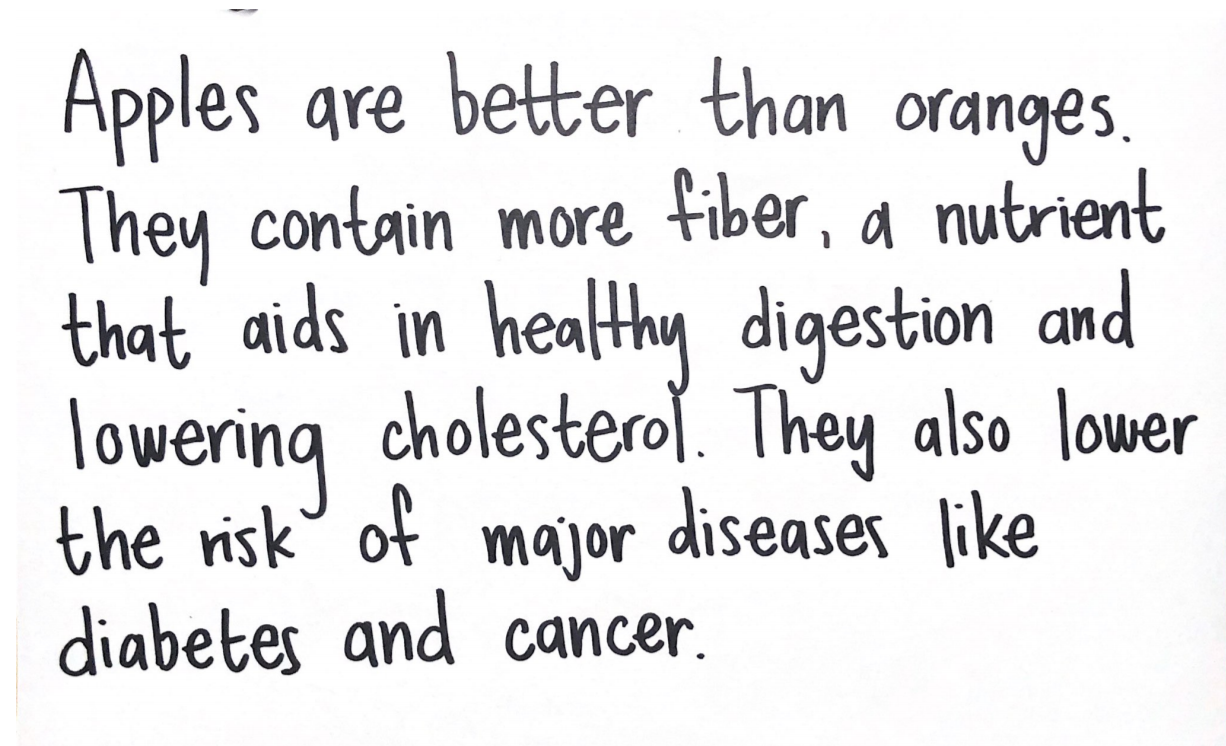 Apples are better than oranges.
They contain more fiber, a nutrient
that aids in healthy digestion and
lowering cholesterol. They also lower
the risk of major diseases like
diabetes and cancer.